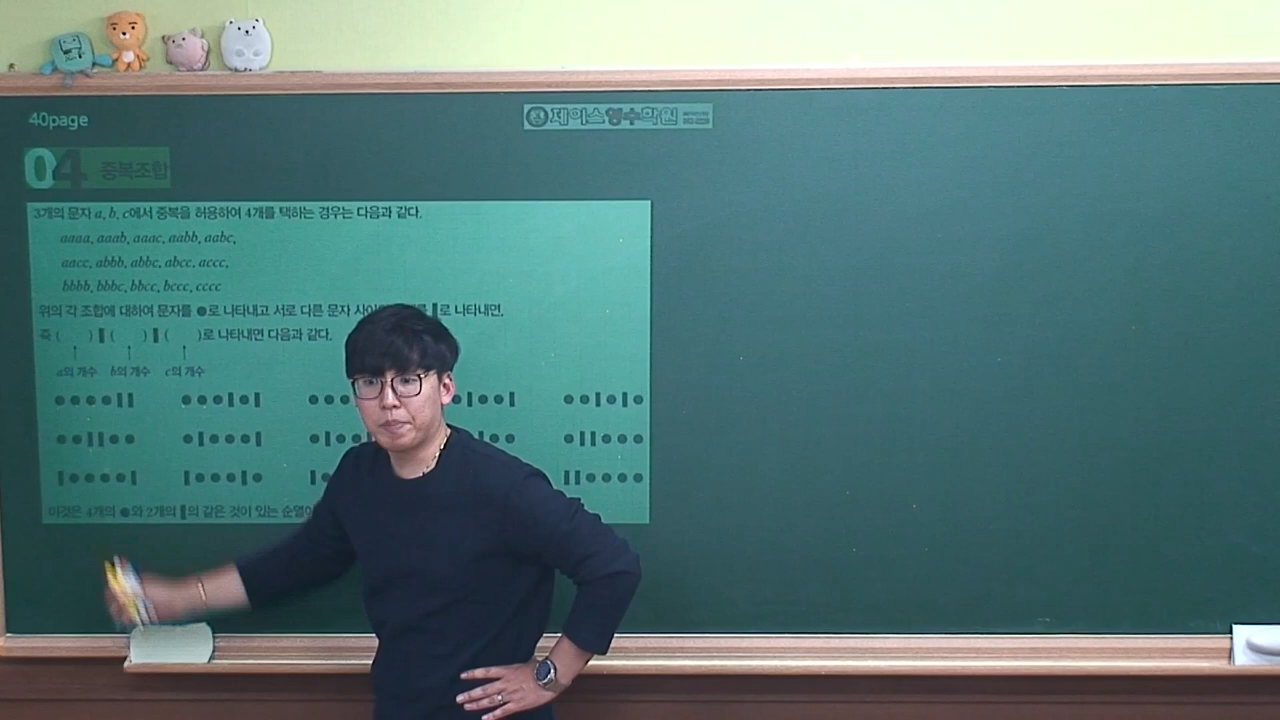 40page
제이스영수학원
04 중복조합
3개의 문자 a, b, c에서 중복을 허용하여 4개를 택하는 경우는 다음과 같다.
aaaa, aaab, aaac, aabb, aabc,
aacc, abbb, abbc, abcc, accc,
bbbb, bbbc, bbcc, bccc, cccc
위의 각 조합에 대하여 문자를 ●로 나타내고 서로 다른 문자 사이 ▌로 나타내면,
즉 ( )▌( )▌( )로 나타내면 다음과 같다.
a의 개수 b의 개수 c의 개수
이것은 4개의 ●와 2개의 ▌의 같은 것이 있는 순열